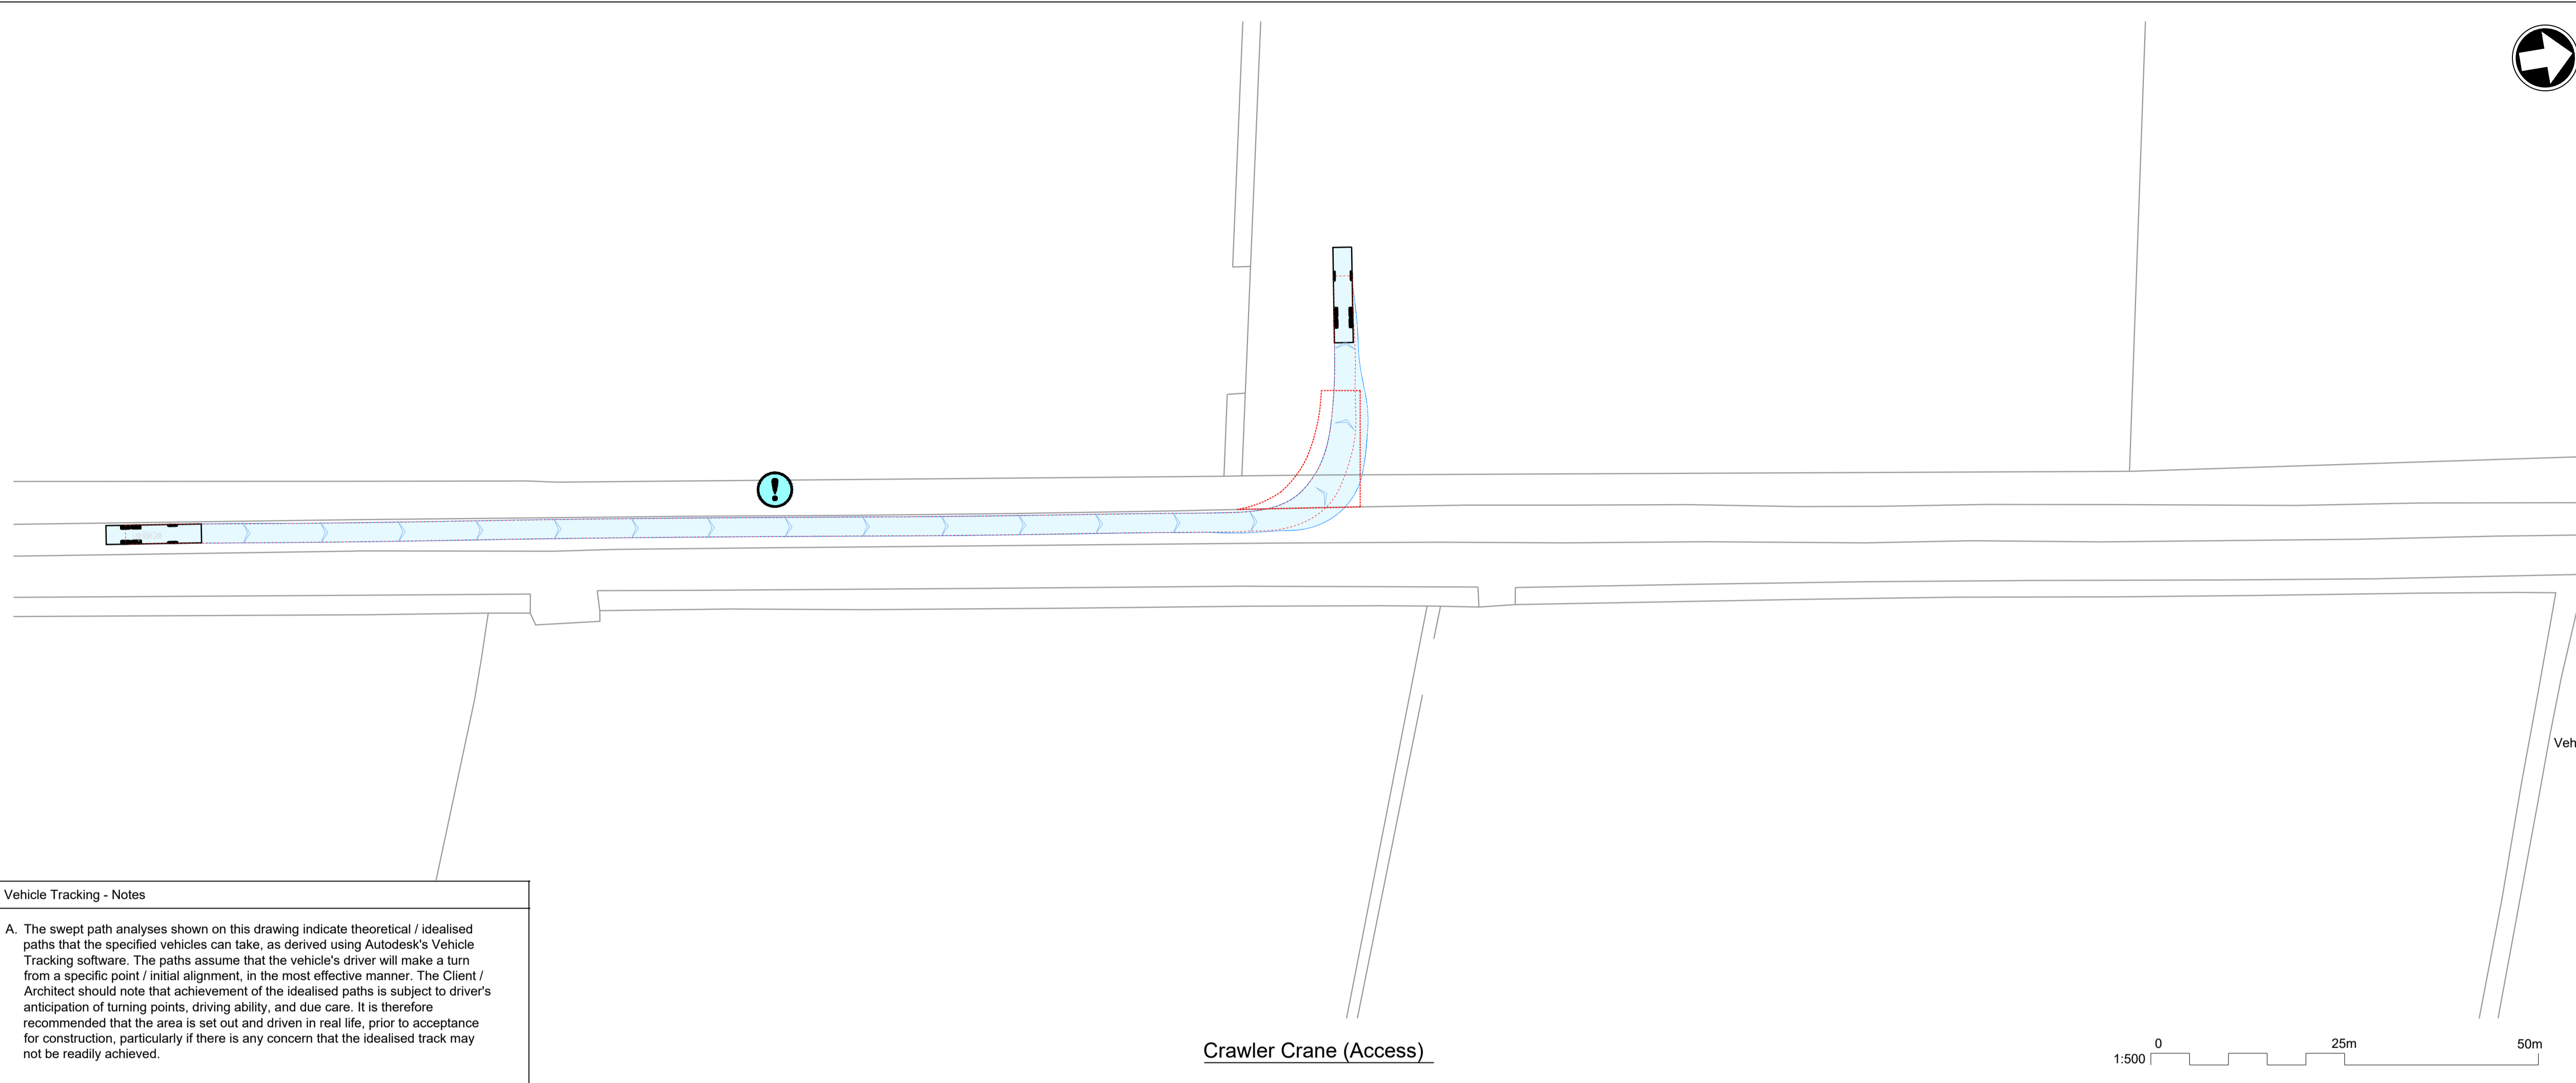 Veh
Vehicle Tracking - Notes
A. The swept path analyses shown on this drawing indicate theoretical / idealised
paths that the specified vehicles can take, as derived using Autodesk's Vehicle
Tracking software. The paths assume that the vehicle's driver will make a turn
from a specific point / initial alignment, in the most effective manner. The Client /
Architect should note that achievement of the idealised paths is subject to driver's
anticipation of turning points, driving ability, and due care. It is therefore
recommended that the area is set out and driven in real life, prior to acceptance
for construction, particularly if there is any concern that the idealised track may
not be readily achieved.
Crawler Crane (Access)
0 25m 50m
1:500